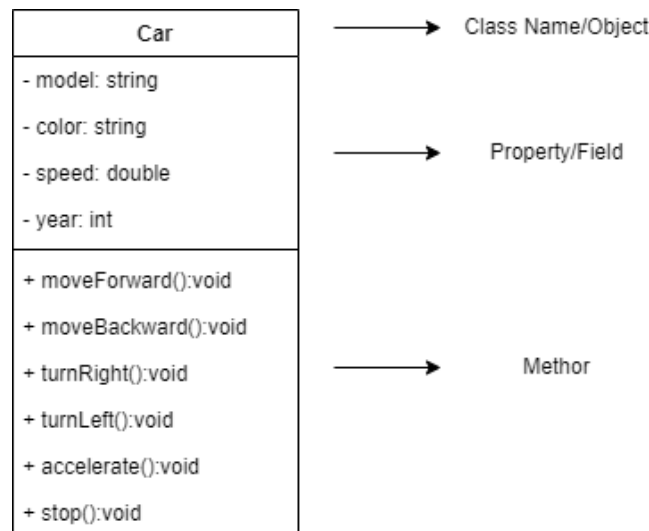 Car
Class Name/Object
- model: string
- color: string
- speed: double
- year: int
Property/Field
+ moveForward():void
+ moveBackward():void
+ turnRight():void
+ turnLeft():void
+ accelerate():void
+ stop():void
Methor